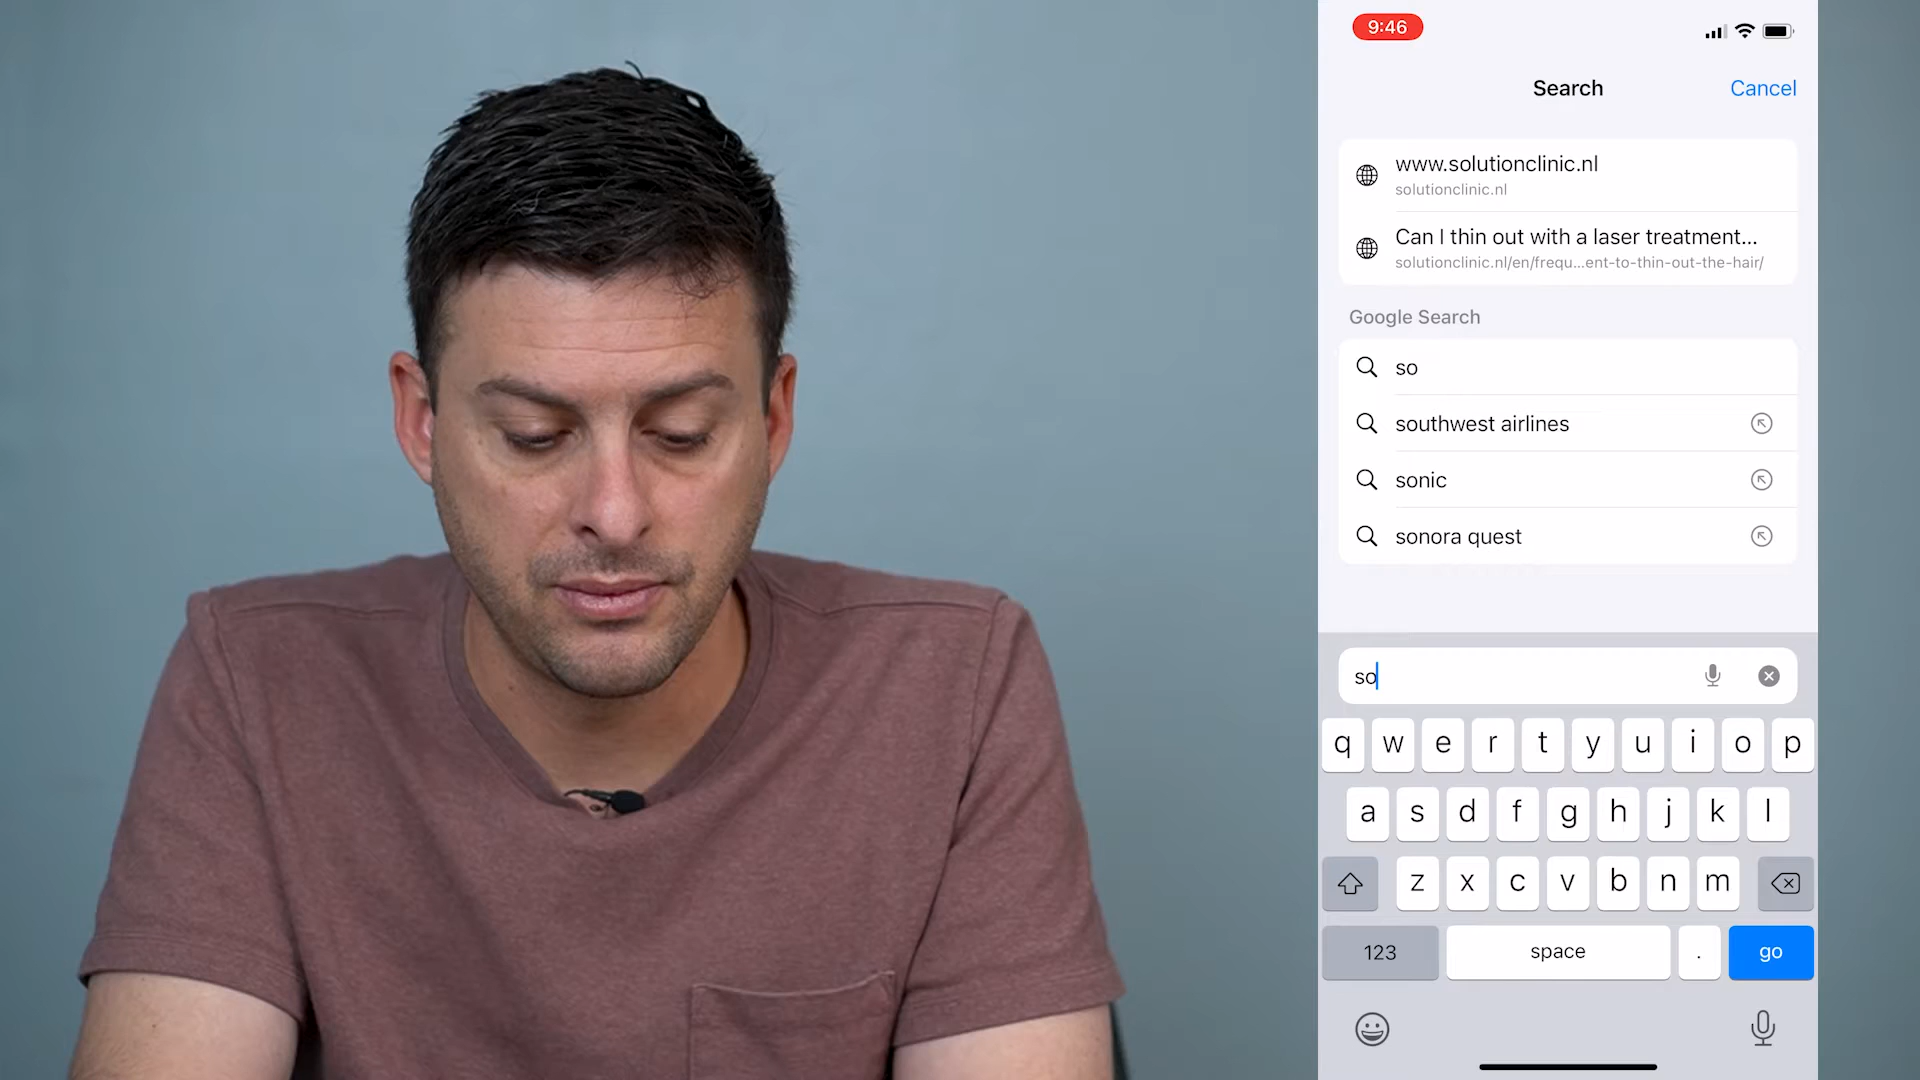 9:46
Search
Cancel
www.solutionclinic.nl
solutionclinic.nl
Can I thin out with a laser treatment...
solutionclinic.nl/en/frequ...ent-to-thin-out-the-hair/
Google Search
so
southwest airlines
sonic
sonora quest
so
q w e r t y u i o p
a s d f g h j k l
z x c v b n m
123 space . go